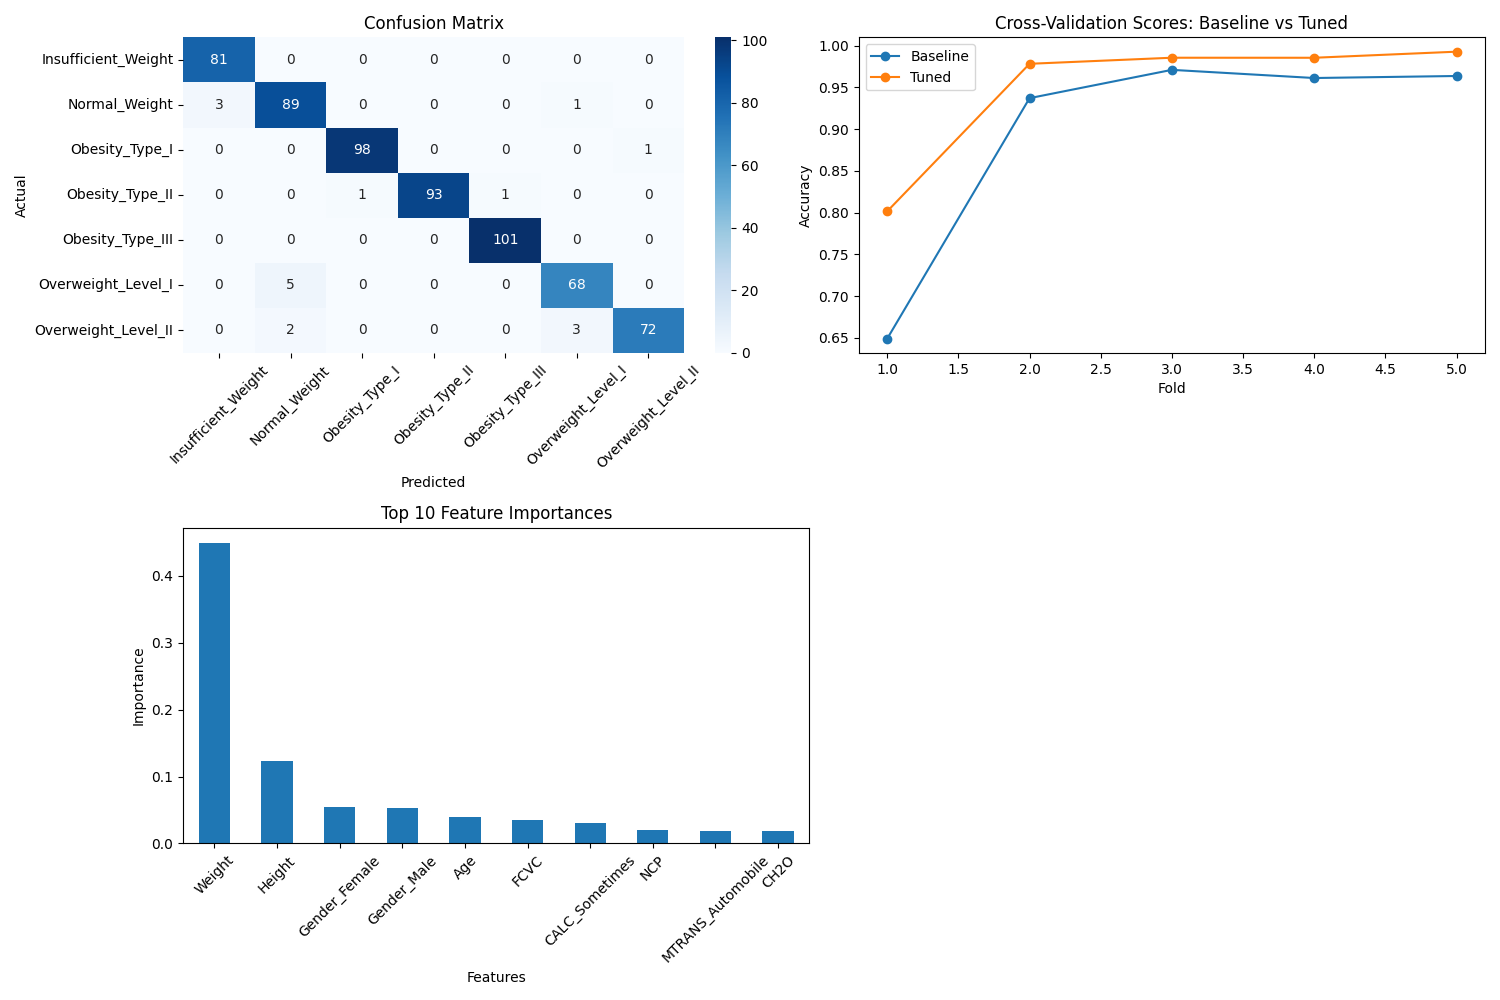 Confusion Matrix
Actual
Insufficient_Weight 81 0 0 0 0 0 0
Normal_Weight 3 89 0 0 0 1 0
Obesity_Type_I 0 0 98 0 0 0 1
Obesity_Type_II 0 0 1 93 1 0 0
Obesity_Type_III 0 0 0 0 101 0 0
Overweight_Level_I 0 5 0 0 0 68 0
Overweight_Level_II 0 2 0 0 0 3 72
Insufficient_Weight Normal_Weight Obesity_Type_I Obesity_Type_II Obesity_Type_III Overweight_Level_I Overweight_Level_II
Predicted
100
80
60
40
20
0
Cross-Validation Scores: Baseline vs Tuned
Baseline
Tuned
Accuracy
1.00
0.95
0.90
0.85
0.80
0.75
0.70
0.65
1.0 1.5 2.0 2.5 3.0 3.5 4.0 4.5 5.0
Fold
Top 10 Feature Importances
Importance
0.4
0.3
0.2
0.1
0.0
Weight Height Gender_Female Gender_Male Age FCVC CALC_Sometimes NCP MTRANS_Automobile CH2O
Features